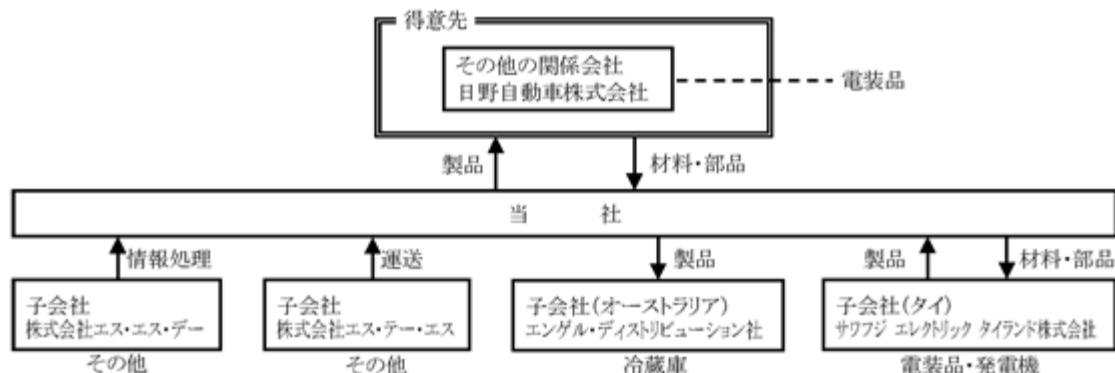 得意先
その他の関係会社
日野自動車株式会社
電装品
製品
材料・部品
当 社
情報処理
運送
製品
製品
材料・部品
子会社
株式会社エス・エス・デー
子会社
株式会社エス・テー・エス
子会社(オーストラリア)
エンゲル・ディストリビューション社
子会社(タイ)
サワフジ エレクトリック タイランド株式会社
その他
その他
冷蔵庫
電装品・発電機